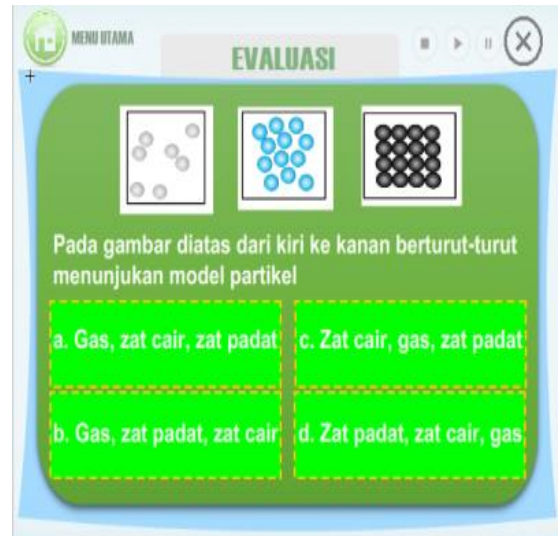 MENU UTAMA
EVALUASI
Pada gambar diatas dari kiri ke kanan berturut-turut
menunjukan model partikel
a. Gas, zat cair, zat padat
c. Zat cair, gas, zat padat
b. Gas, zat padat, zat cair
d. Zat padat, zat cair, gas